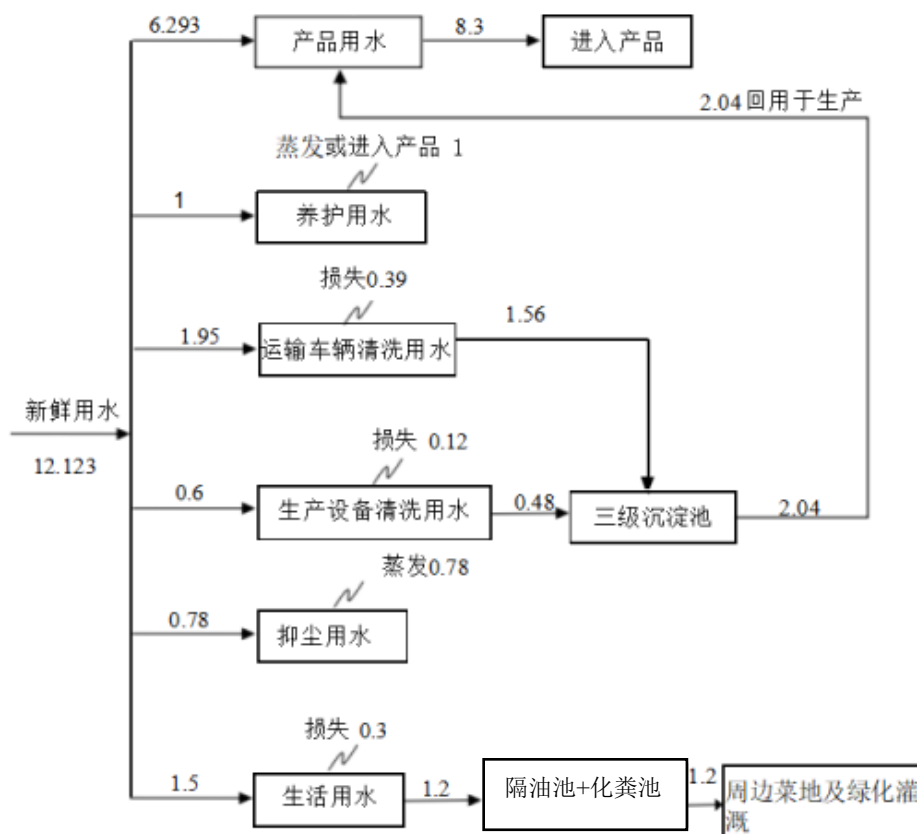 6.293
产品用水
8.3
进入产品
2.04回用于生产
蒸发或进入产品 1
1
养护用水
损失0.39
1.95
运输车辆清洗用水
1.56
新鲜用水
12.123
损失 0.12
0.6
生产设备清洗用水
0.48
三级沉淀池
2.04
蒸发0.78
0.78
抑尘用水
损失 0.3
1.5
生活用水
1.2
隔油池+化粪池
1.2
周边菜地及绿化灌
溉